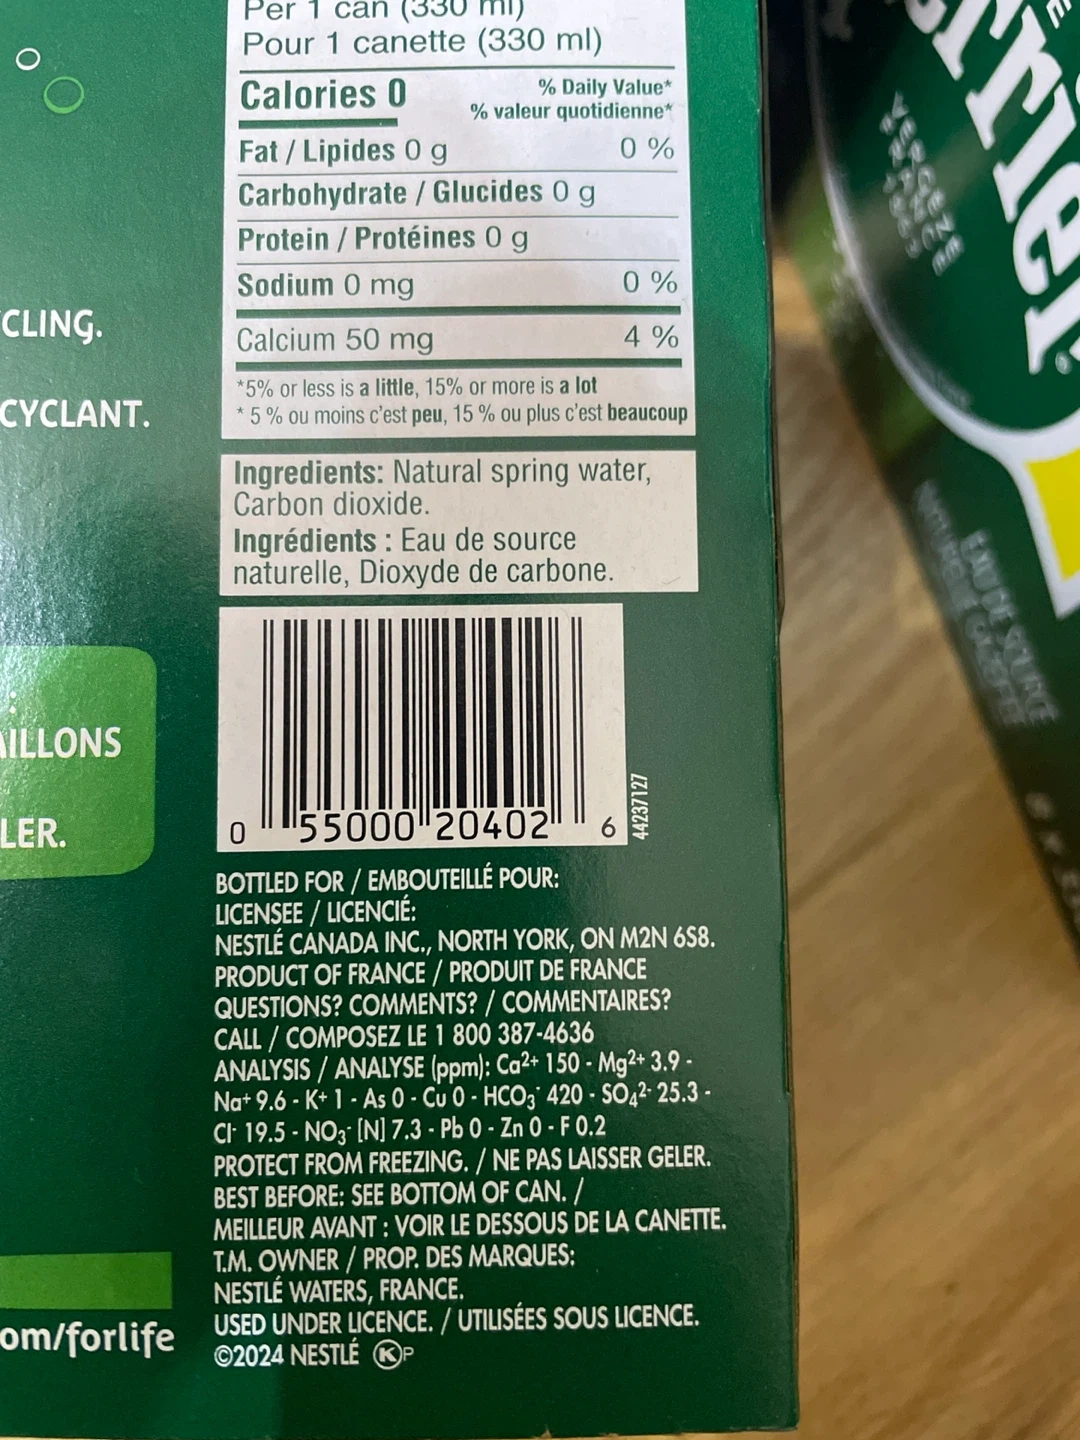 Per 1 can (330 ml)
Pour 1 canette (330 ml)
Calories 0
% Daily Value*
% valeur quotidienne*
Fat / Lipides 0 g 0 %
Carbohydrate / Glucides 0 g
Protein / Protéines 0 g
Sodium 0 mg 0 %
Calcium 50 mg 4 %
*5% or less is a little, 15% or more is a lot
* 5 % ou moins c'est peu, 15 % ou plus c'est beaucoup
Ingredients: Natural spring water,
Carbon dioxide.
Ingrédients : Eau de source
naturelle, Dioxyde de carbone.
0 55000 20402 6
44237127
BOTTLED FOR / EMBOUTEILLÉ POUR:
LICENSEE / LICENCIÉ:
NESTLÉ CANADA INC., NORTH YORK, ON M2N 6S8.
PRODUCT OF FRANCE / PRODUIT DE FRANCE
QUESTIONS? COMMENTS? / COMMENTAIRES?
CALL / COMPOSEZ LE 1 800 387-4636
ANALYSIS / ANALYSE (ppm): Ca²⁺ 150 - Mg²⁺ 3.9 -
Na⁺ 9.6 - K⁺ 1 - As 0 - Cu 0 - HCO₃⁻ 420 - SO₄²⁻ 25.3 -
Cl⁻ 19.5 - NO₃⁻ [N] 7.3 - Pb 0 - Zn 0 - F 0.2
PROTECT FROM FREEZING. / NE PAS LAISSER GELER.
BEST BEFORE: SEE BOTTOM OF CAN. /
MEILLEUR AVANT : VOIR LE DESSOUS DE LA CANETTE.
T.M. OWNER / PROP. DES MARQUES:
NESTLÉ WATERS, FRANCE.
USED UNDER LICENCE. / UTILISÉES SOUS LICENCE.
©2024 NESTLÉ K P
CLING.
CYCLANT.
AILLONS
LER.
om/forlife
rrier
VERGEZE
FRANCE
EAU DE SOURCE
NATURELLE GAZÉIFIÉE